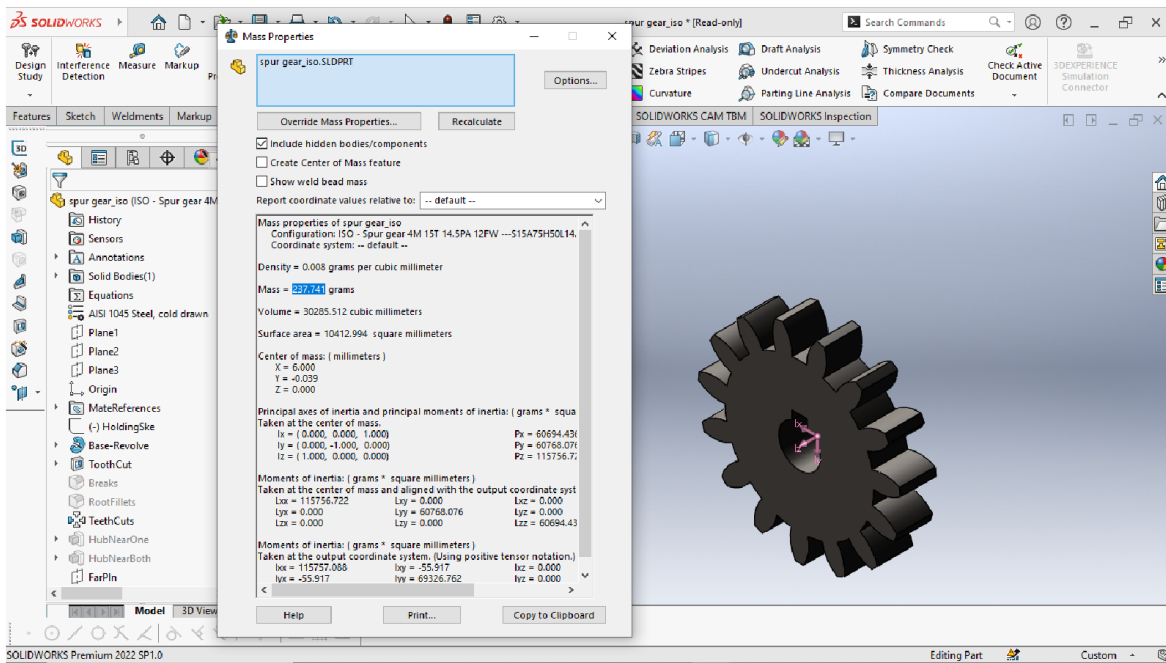 SOLIDWORKS
spur gear_iso * [Read-only]
Search Commands
Design Study
Interference Detection
Measure
Markup
Deviation Analysis
Draft Analysis
Symmetry Check
Zebra Stripes
Undercut Analysis
Thickness Analysis
Curvature
Parting Line Analysis
Compare Documents
Check Active Document
3DEXPERIENCE Simulation Connector
Features
Sketch
Weldments
Markup
SOLIDWORKS CAM TBM
SOLIDWORKS Inspection
spur gear_iso (ISO - Spur gear 4M
History
Sensors
Annotations
Solid Bodies(1)
Equations
AISI 1045 Steel, cold drawn
Plane1
Plane2
Plane3
Origin
MateReferences
(-) HoldingSke
Base-Revolve
ToothCut
Breaks
RootFillets
TeethCuts
HubNearOne
HubNearBoth
FarPln
Model
3D View
Mass Properties
spur gear_iso.SLDPRT
Options...
Override Mass Properties...
Recalculate
Include hidden bodies/components
Create Center of Mass feature
Show weld bead mass
Report coordinate values relative to:
-- default --
Mass properties of spur gear_iso
Configuration: ISO - Spur gear 4M 15T 14.5PA 12FW ---S15A75H50L14.
Coordinate system: -- default --
Density = 0.008 grams per cubic millimeter
Mass = 237.741 grams
Volume = 30285.512 cubic millimeters
Surface area = 10412.994 square millimeters
Center of mass: ( millimeters )
X = 6.000
Y = -0.039
Z = 0.000
Principal axes of inertia and principal moments of inertia: ( grams * squa
Taken at the center of mass.
Ix = ( 0.000, 0.000, 1.000) Px = 60694.436
Iy = ( 0.000, -1.000, 0.000) Py = 60768.076
Iz = ( 1.000, 0.000, 0.000) Pz = 115756.72
Moments of inertia: ( grams * square millimeters )
Taken at the center of mass and aligned with the output coordinate syst
Lxx = 115756.722 Lxy = 0.000 Lxz = 0.000
Lyx = 0.000 Lyy = 60768.076 Lyz = 0.000
Lzx = 0.000 Lzy = 0.000 Lzz = 60694.43
Moments of inertia: ( grams * square millimeters )
Taken at the output coordinate system. (Using positive tensor notation.)
Ixx = 115757.088 Ixy = -55.917 Ixz = 0.000
Iyx = -55.917 Iyy = 69326.762 Iyz = 0.000
Help
Print...
Copy to Clipboard
SOLIDWORKS Premium 2022 SP1.0
Editing Part
Custom